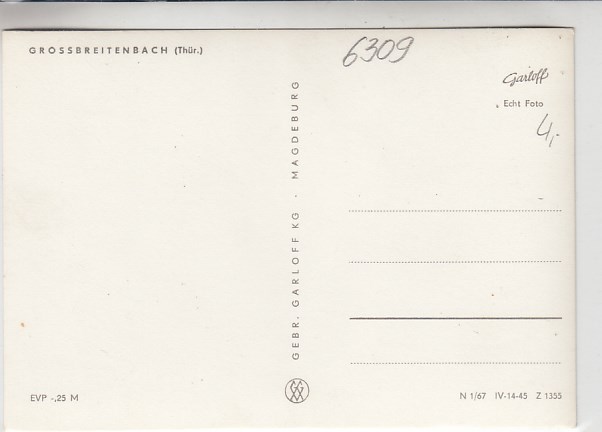 GROSSBREITENBACH (Thür.)
6309
Garloff
Echt Foto
4,-
GEBR. GARLOFF KG · MAGDEBURG
EVP -,25 M
N 1/67 IV-14-45 Z 1355